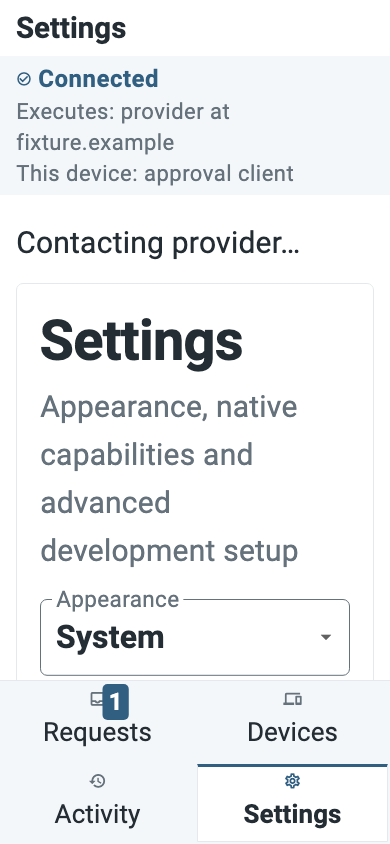 Settings
Connected
Executes: provider at
fixture.example
This device: approval client
Contacting provider…
Settings
Appearance, native
capabilities and
advanced
development setup
Appearance
System
1
Requests
Devices
Activity
Settings